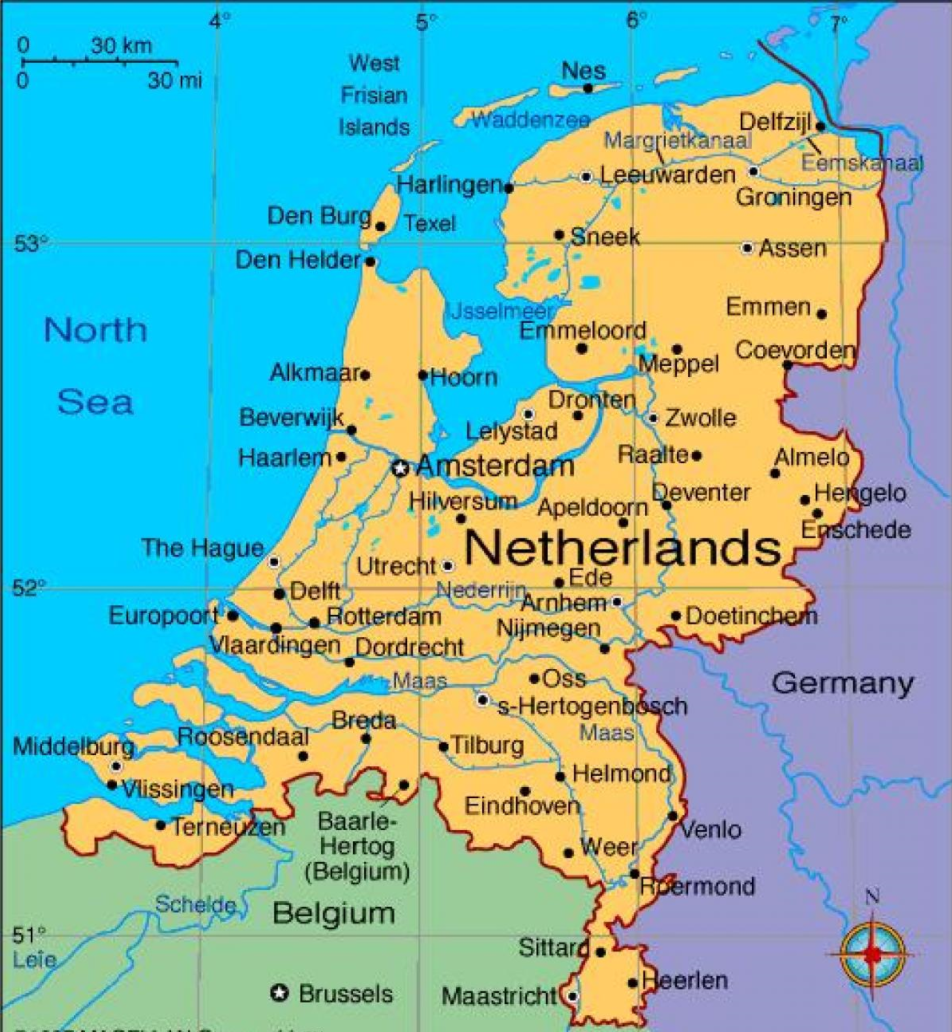 4°
5°
6°
7°
0
30 km
0
30 mi
West
Frisian
Islands
Nes
Waddenzee
Delfzijl
Margrietkanaal
Eemskanaal
Harlingen
Leeuwarden
Groningen
Den Burg
Texel
53°
Sneek
Assen
Den Helder
North
Sea
IJsselmeer
Emmen
Emmeloord
Meppel
Coevorden
Alkmaar
Hoorn
Dronten
Beverwijk
Lelystad
Zwolle
Haarlem
Amsterdam
Raalte
Almelo
Hilversum
Apeldoorn
Deventer
Hengelo
Enschede
The Hague
Utrecht
Netherlands
52°
Delft
Nederrijn
Ede
Arnhem
Europoort
Rotterdam
Nijmegen
Doetinchem
Vlaardingen
Dordrecht
Maas
Oss
Germany
s-Hertogenbosch
Breda
Maas
Middelburg
Roosendaal
Tilburg
Helmond
Vlissingen
Eindhoven
Terneuzen
Baarle-
Hertog
(Belgium)
Venlo
Weer
Roermond
Schelde
Belgium
N
51°
Leie
Sittard
Brussels
Maastricht
Heerlen